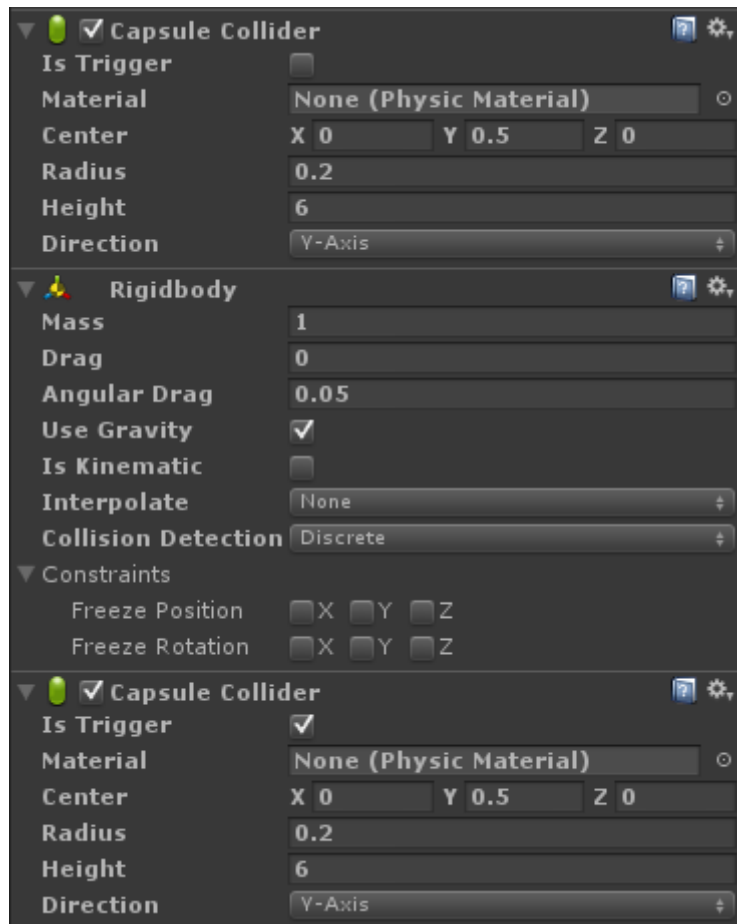 Capsule Collider
Is Trigger
Material None (Physic Material)
Center X 0 Y 0.5 Z 0
Radius 0.2
Height 6
Direction Y-Axis
Rigidbody
Mass 1
Drag 0
Angular Drag 0.05
Use Gravity
Is Kinematic
Interpolate None
Collision Detection Discrete
Constraints
Freeze Position X Y Z
Freeze Rotation X Y Z
Capsule Collider
Is Trigger
Material None (Physic Material)
Center X 0 Y 0.5 Z 0
Radius 0.2
Height 6
Direction Y-Axis